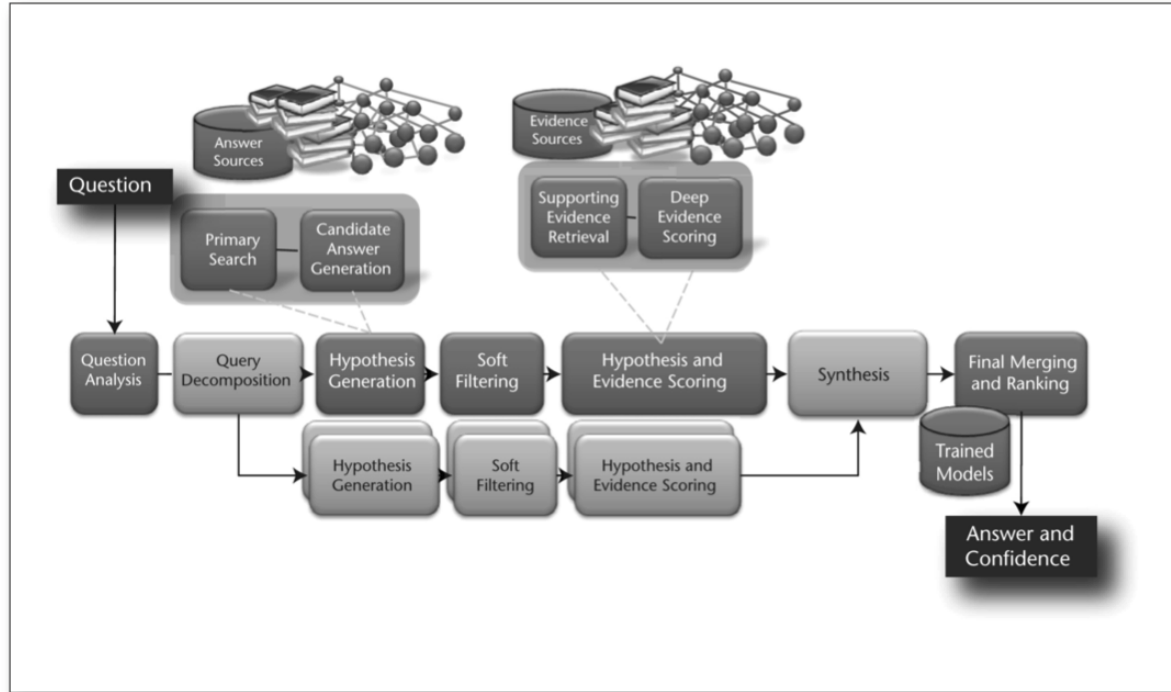 Answer
Sources
Evidence
Sources
Question
Primary
Search
Candidate
Answer
Generation
Supporting
Evidence
Retrieval
Deep
Evidence
Scoring
Question
Analysis
Query
Decomposition
Hypothesis
Generation
Soft
Filtering
Hypothesis and
Evidence Scoring
Synthesis
Final Merging
and Ranking
Trained
Models
Hypothesis
Generation
Soft
Filtering
Hypothesis and
Evidence Scoring
Answer and
Confidence